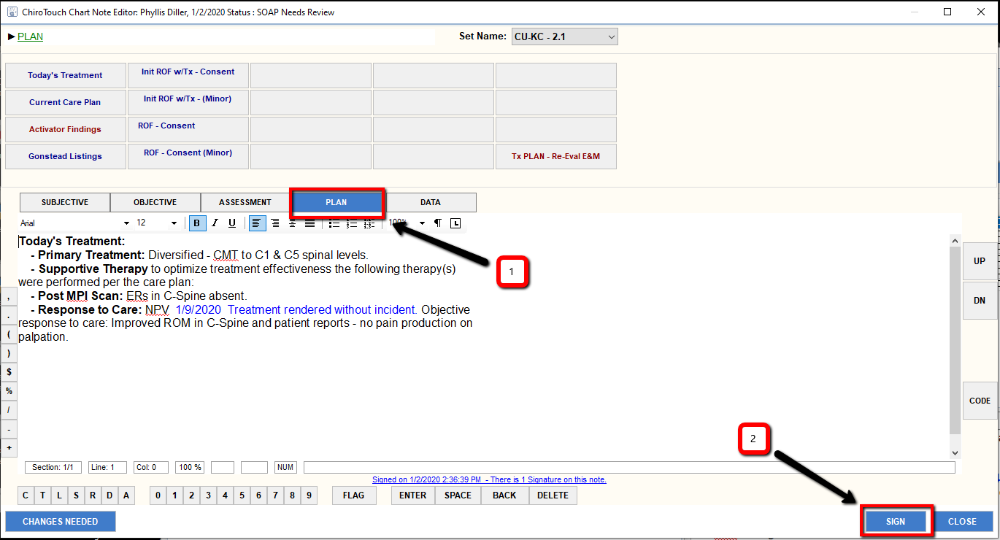 ChiroTouch Chart Note Editor: Phyllis Diller, 1/2/2020 Status : SOAP Needs Review
PLAN
Set Name: CU-KC - 2.1
Today's Treatment Init ROF w/Tx - Consent
Current Care Plan Init ROF w/Tx - (Minor)
Activator Findings ROF - Consent
Gonstead Listings ROF - Consent (Minor) Tx PLAN - Re-Eval E&M
SUBJECTIVE OBJECTIVE ASSESSMENT PLAN DATA
Arial 12 B I U 100% ¶ L
Today's Treatment:
- Primary Treatment: Diversified - CMT to C1 & C5 spinal levels.
- Supportive Therapy to optimize treatment effectiveness the following therapy(s)
were performed per the care plan:
- Post MPI Scan: ERs in C-Spine absent.
- Response to Care: NPV 1/9/2020 Treatment rendered without incident. Objective
response to care: Improved ROM in C-Spine and patient reports - no pain production on
palpation.
1
2
UP
DN
CODE
,
.
(
)
$
%
/
-
+
Section: 1/1 Line: 1 Col: 0 100 % NUM
Signed on 1/2/2020 2:36:39 PM - There is 1 Signature on this note.
C T L S R D A 0 1 2 3 4 5 6 7 8 9 FLAG ENTER SPACE BACK DELETE
CHANGES NEEDED SIGN CLOSE